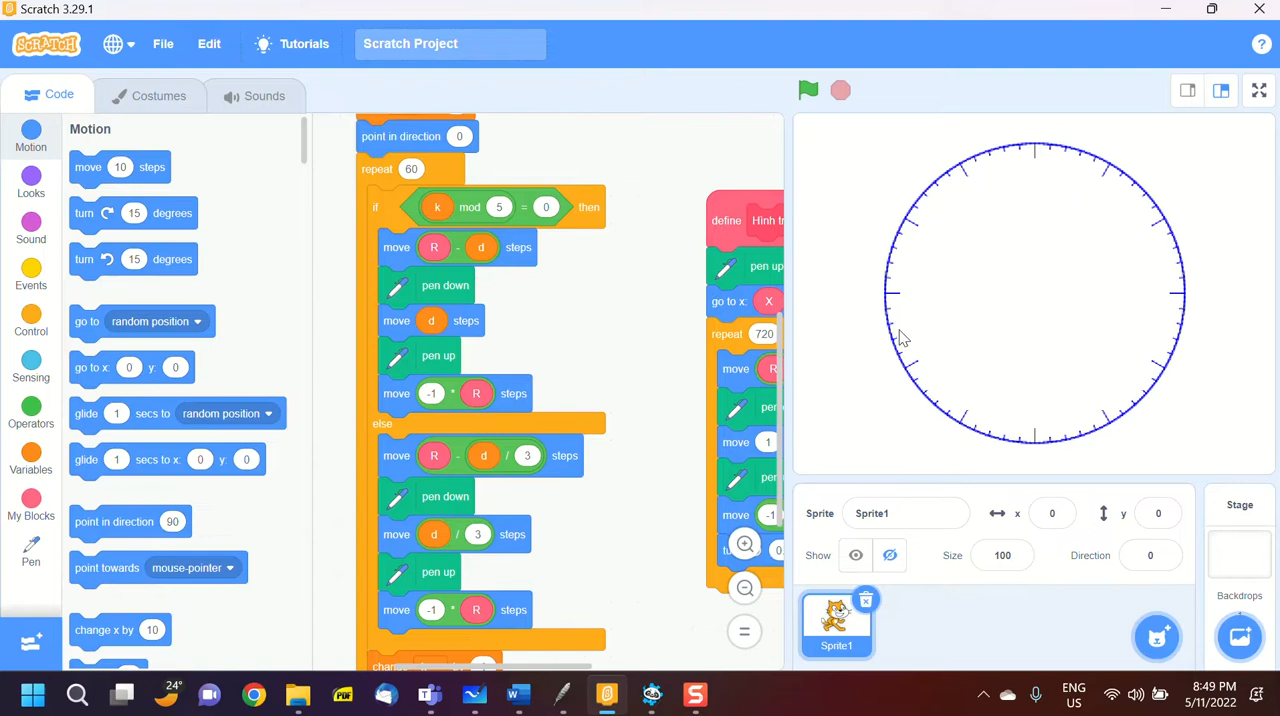 Scratch 3.29.1
SCRATCH
File
Edit
Tutorials
Scratch Project
?
Code
Costumes
Sounds
Motion
Looks
Sound
Events
Control
Sensing
Operators
Variables
My Blocks
Pen
Motion
move 10 steps
turn 15 degrees
turn 15 degrees
go to random position
go to x: 0 y: 0
glide 1 secs to random position
glide 1 secs to x: 0 y: 0
point in direction 90
point towards mouse-pointer
change x by 10
point in direction 0
repeat 60
if k mod 5 = 0 then
move R - d steps
pen down
move d steps
pen up
move -1 * R steps
else
move R - d / 3 steps
pen down
move d / 3 steps
pen up
move -1 * R steps
define Hình
pen up
go to x: X
repeat 720
move R
move 1
move -1
Sprite
Sprite1
x 0
y 0
Show
Size 100
Direction 0
Sprite1
Stage
Backdrops
24°
PDF
ENG
US
8:49 PM
5/11/2022